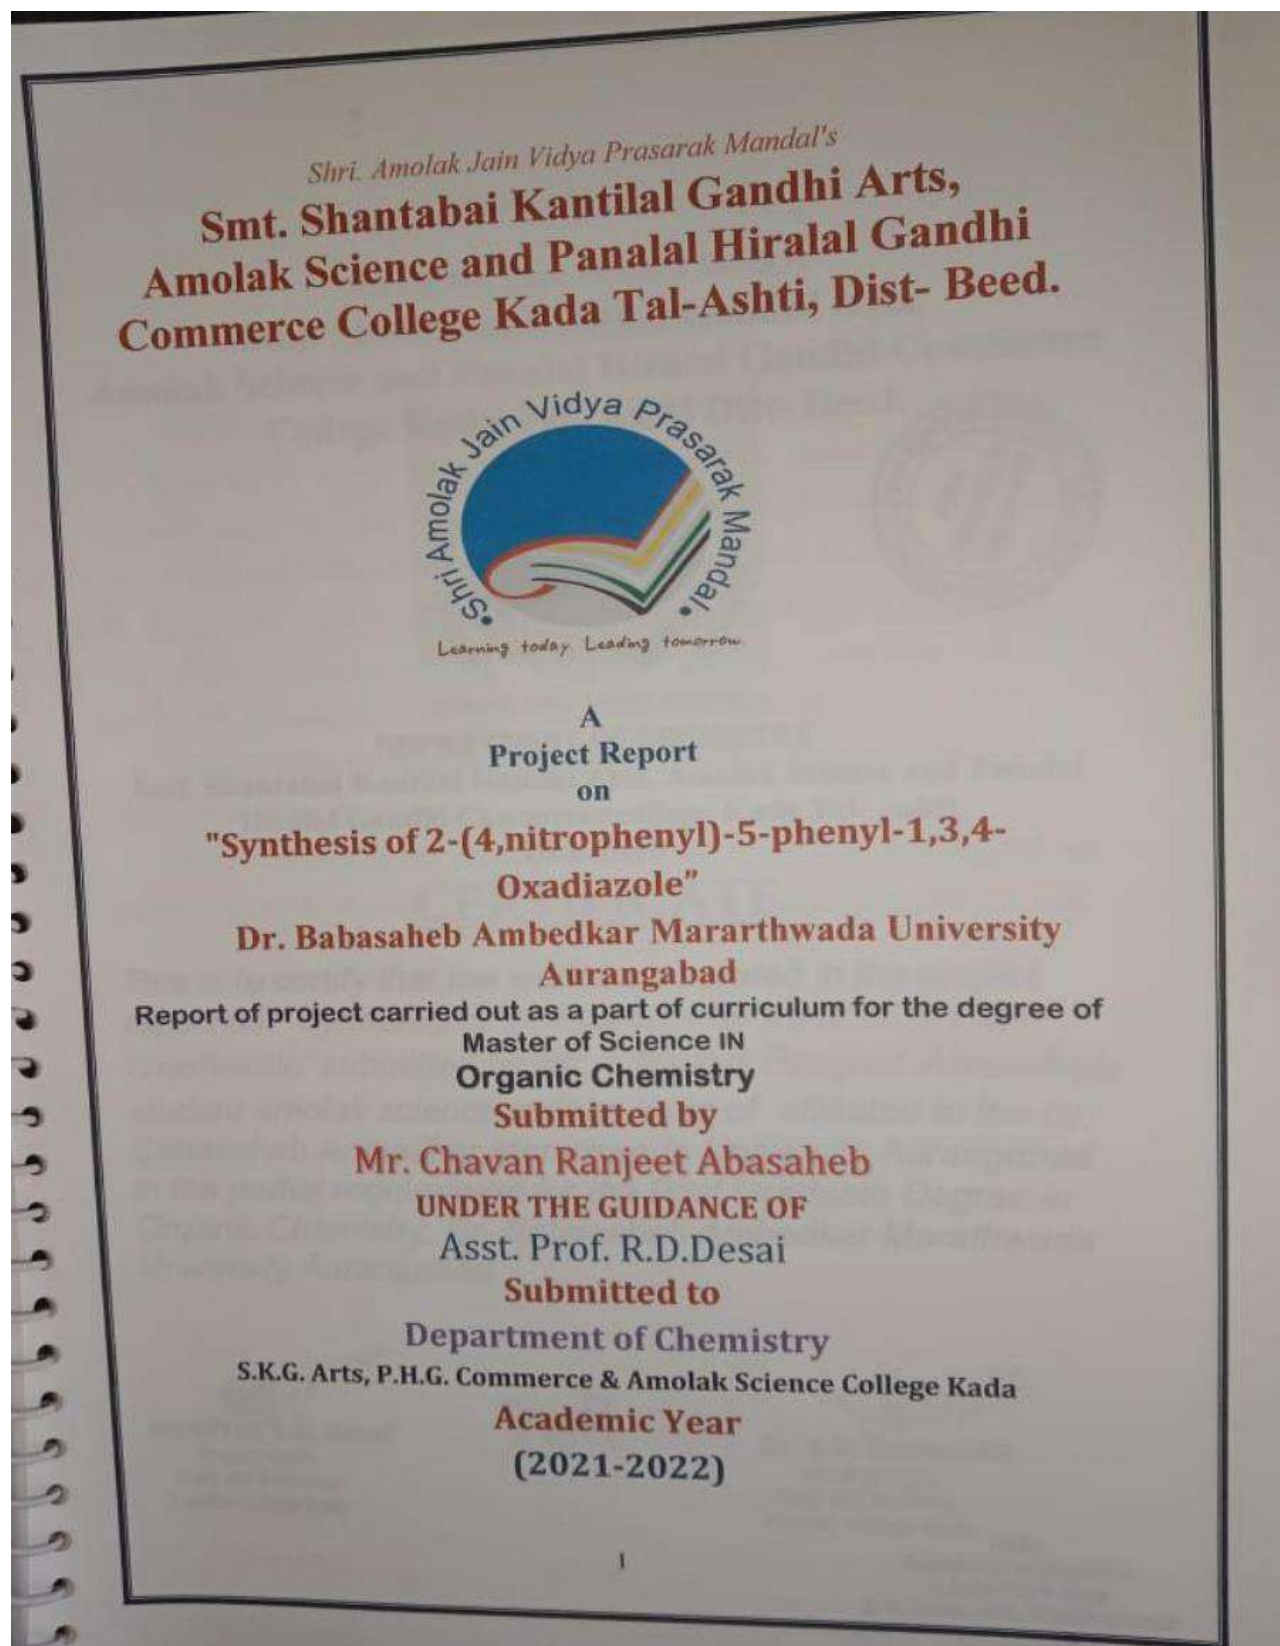 Shri. Amolak Jain Vidya Prasarak Mandal's
Smt. Shantabai Kantilal Gandhi Arts,
Amolak Science and Panalal Hiralal Gandhi
Commerce College Kada Tal-Ashti, Dist- Beed.
Shri Amolak Jain Vidya Prasarak Mandal
Learning today. Leading tomorrow.
A
Project Report
on
"Synthesis of 2-(4,nitrophenyl)-5-phenyl-1,3,4-
Oxadiazole”
Dr. Babasaheb Ambedkar Mararthwada University
Aurangabad
Report of project carried out as a part of curriculum for the degree of
Master of Science IN
Organic Chemistry
Submitted by
Mr. Chavan Ranjeet Abasaheb
UNDER THE GUIDANCE OF
Asst. Prof. R.D.Desai
Submitted to
Department of Chemistry
S.K.G. Arts, P.H.G. Commerce & Amolak Science College Kada
Academic Year
(2021-2022)
1